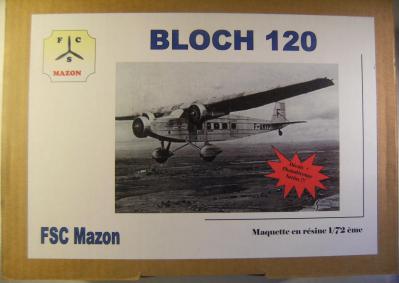 BLOCH 120
F C
S
MAZON
FSC Mazon
Maquette en résine 1/72 ème